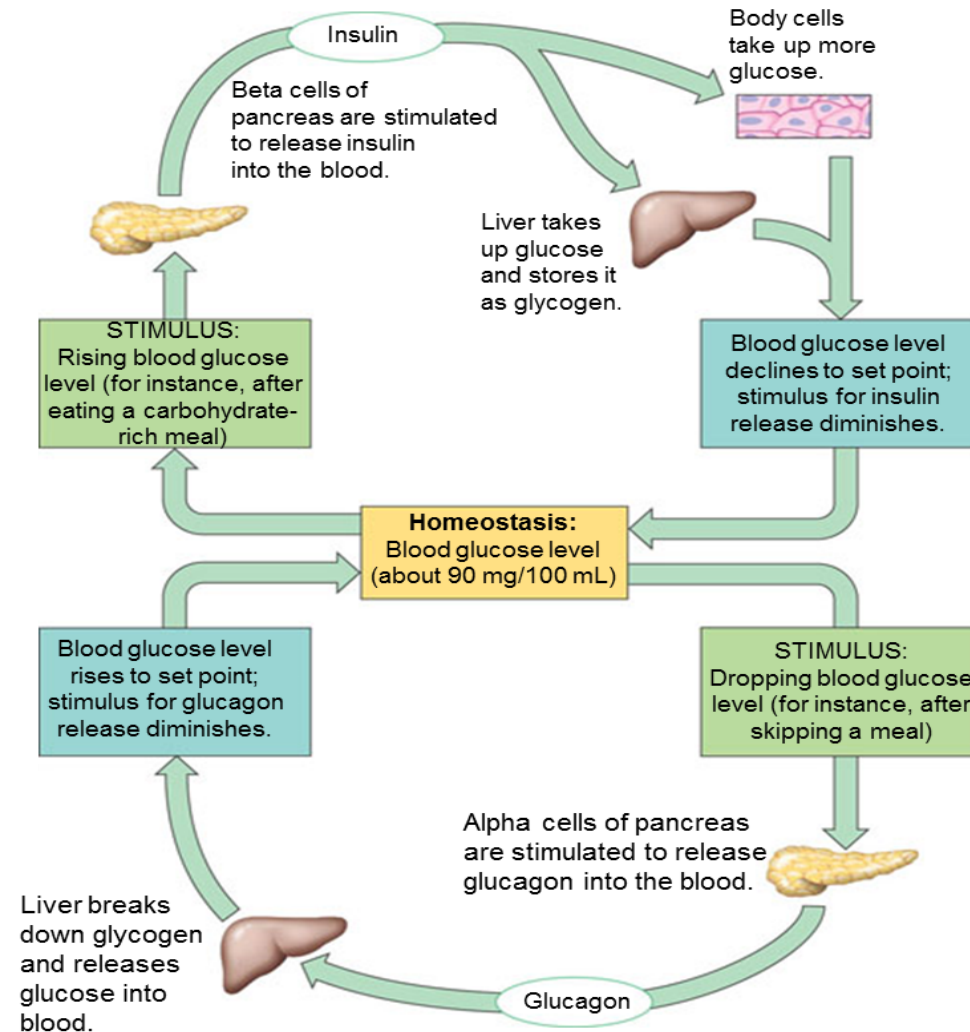 Insulin
Body cells
take up more
glucose.
Beta cells of
pancreas are stimulated
to release insulin
into the blood.
Liver takes
up glucose
and stores it
as glycogen.
STIMULUS:
Rising blood glucose
level (for instance, after
eating a carbohydrate-
rich meal)
Blood glucose level
declines to set point;
stimulus for insulin
release diminishes.
Homeostasis:
Blood glucose level
(about 90 mg/100 mL)
Blood glucose level
rises to set point;
stimulus for glucagon
release diminishes.
STIMULUS:
Dropping blood glucose
level (for instance, after
skipping a meal)
Alpha cells of pancreas
are stimulated to release
glucagon into the blood.
Liver breaks
down glycogen
and releases
glucose into
blood.
Glucagon